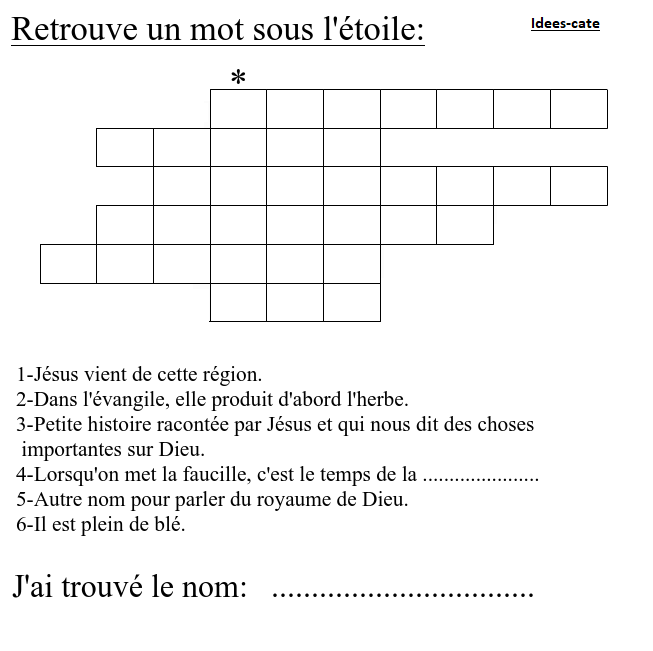 Retrouve un mot sous l'étoile:
Idees-cate
*
1-Jésus vient de cette région.
2-Dans l'évangile, elle produit d'abord l'herbe.
3-Petite histoire racontée par Jésus et qui nous dit des choses
importantes sur Dieu.
4-Lorsqu'on met la faucille, c'est le temps de la ......................
5-Autre nom pour parler du royaume de Dieu.
6-Il est plein de blé.
J'ai trouvé le nom: ................................